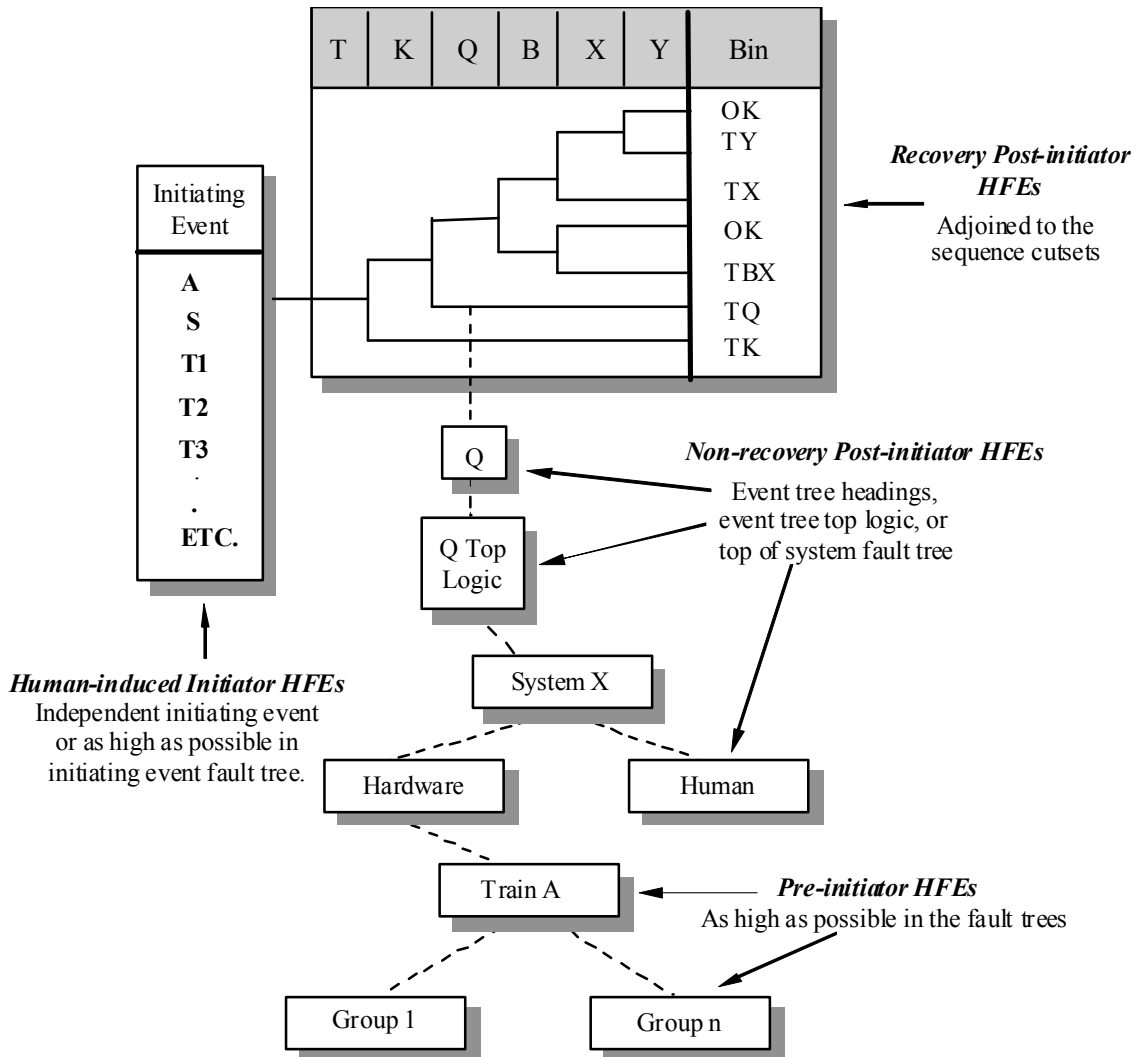 T K Q B X Y Bin
OK
TY
TX
OK
TBX
TQ
TK
Recovery Post-initiator
HFEs
Adjoined to the
sequence cutsets
Initiating
Event
A
S
T1
T2
T3
.
.
ETC.
Q
Non-recovery Post-initiator HFEs
Event tree headings,
event tree top logic, or
top of system fault tree
Q Top
Logic
Human-induced Initiator HFEs
Independent initiating event
or as high as possible in
initiating event fault tree.
System X
Hardware
Human
Train A
Pre-initiator HFEs
As high as possible in the fault trees
Group 1
Group n